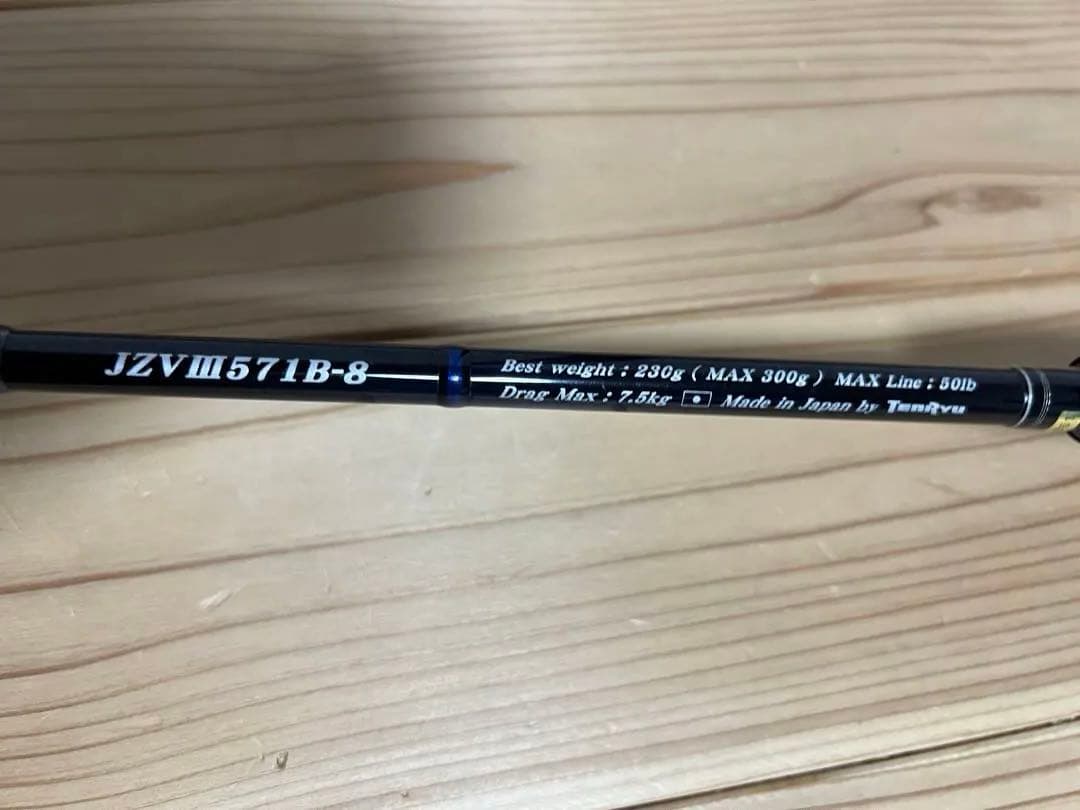 JZVⅢ571B-8
Best weight : 230g ( MAX 300g ) MAX Line : 50lb
Drag Max : 7.5kg Made in Japan by TenRyu